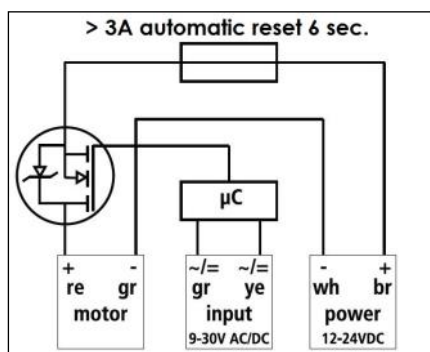 > 3A automatic reset 6 sec.
µC
+ - ~/= ~/= - +
re gr gr ye wh br
motor input power
9-30V AC/DC 12-24VDC